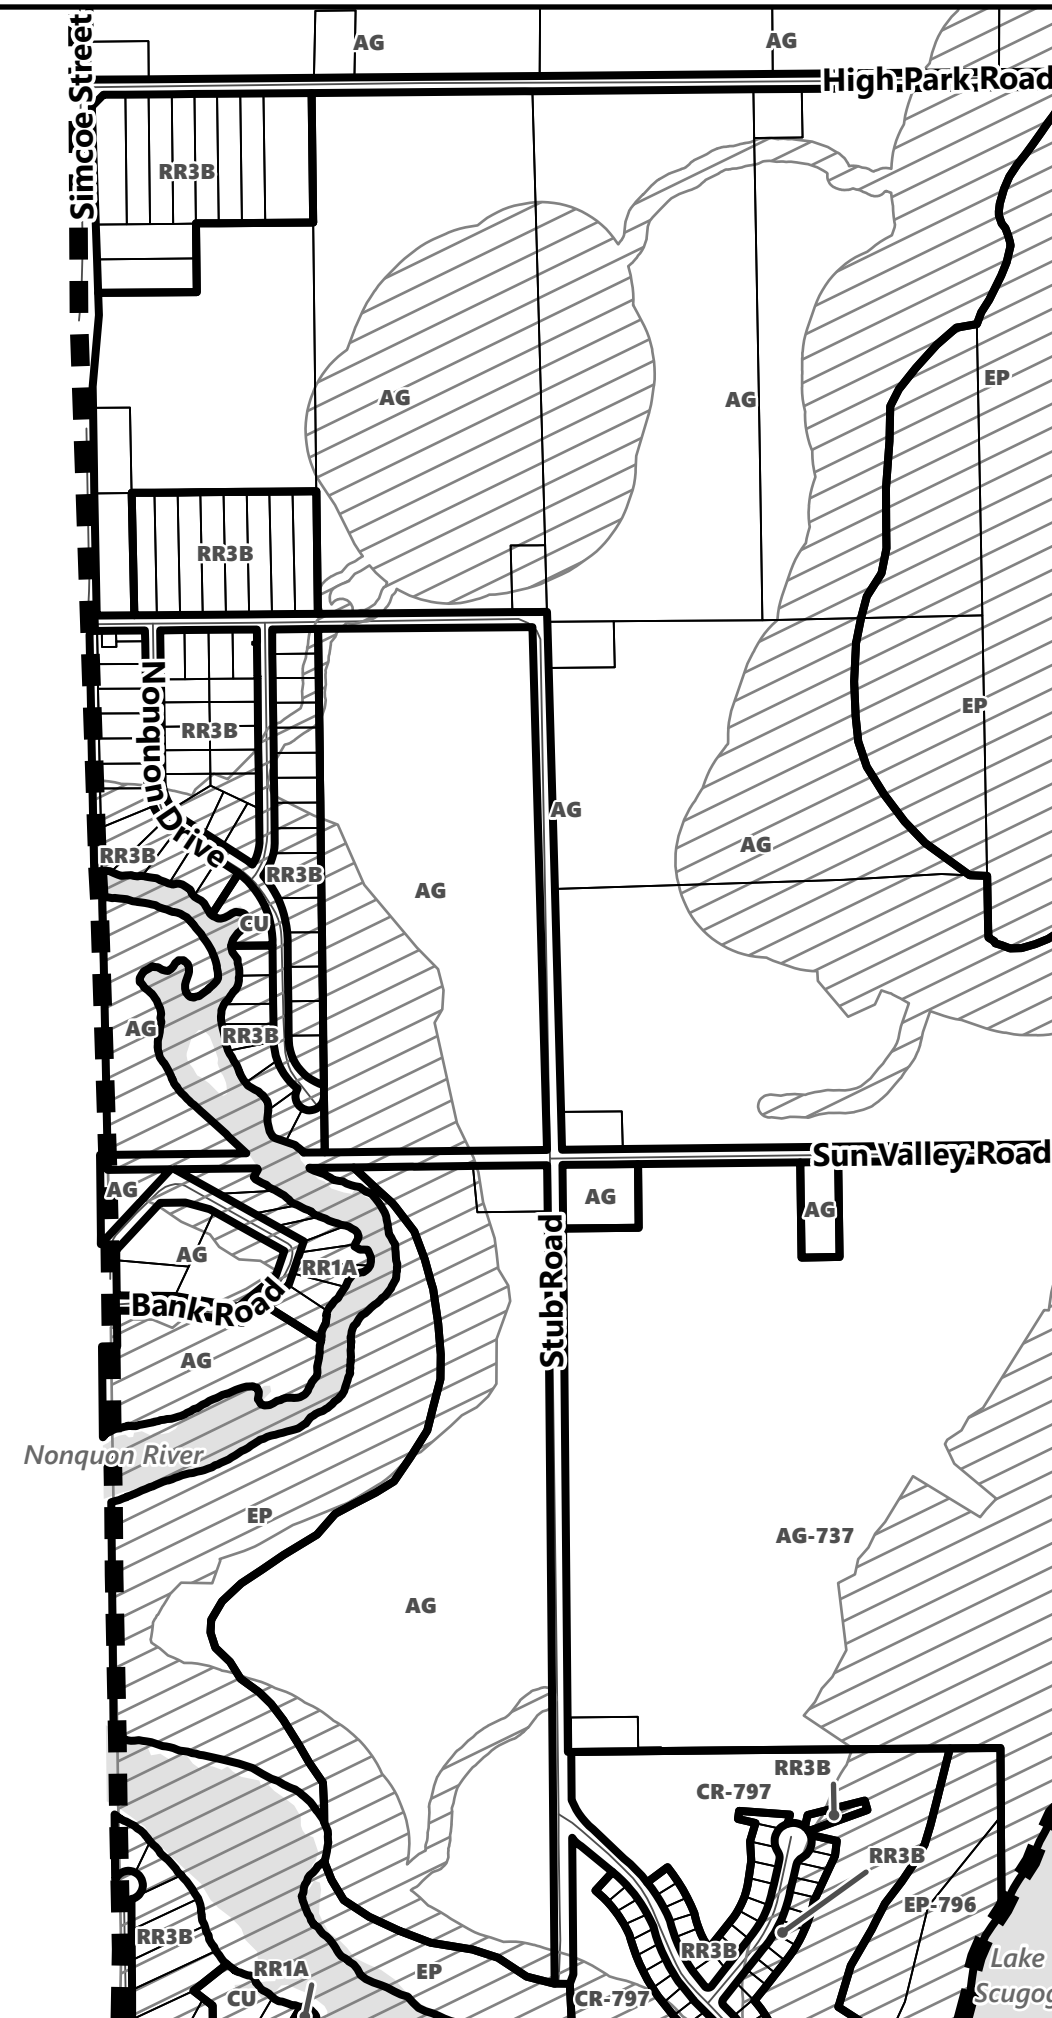 Simcoe Street
AG
AG
High Park Road
RR3B
EP
AG
AG
RR3B
Nonquon Drive
RR3B
EP
AG
AG
RR3B
RR3B
AG
CU
AG
RR3B
Sun Valley Road
AG
AG
AG
AG
RR1A
Bank Road
Stub Road
AG
Nonquon River
EP
AG-737
AG
RR3B
CR-797
RR3B
EP-796
RR3B
RR3B
RR1A
EP
CU
CR-797
Lake
Scugog